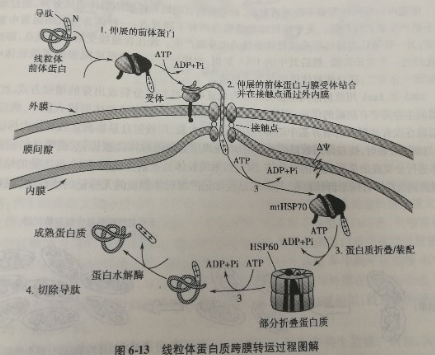 导肽
N
线粒体
前体蛋白
1. 伸展的前体蛋白
ATP
ADP+Pi
受体
2. 伸展的前体蛋白与膜受体结合
并在接触点通过外内膜
外膜
接触点
膜间隙
ΔΨ
ATP
ADP+Pi
3
内膜
mtHSP70
ATP
ADP+Pi
3. 蛋白质折叠/装配
成熟蛋白质
HSP60
ADP+Pi
ATP
3
蛋白水解酶
4. 切除导肽
部分折叠蛋白质
图 6-13 线粒体蛋白质跨膜转运过程图解